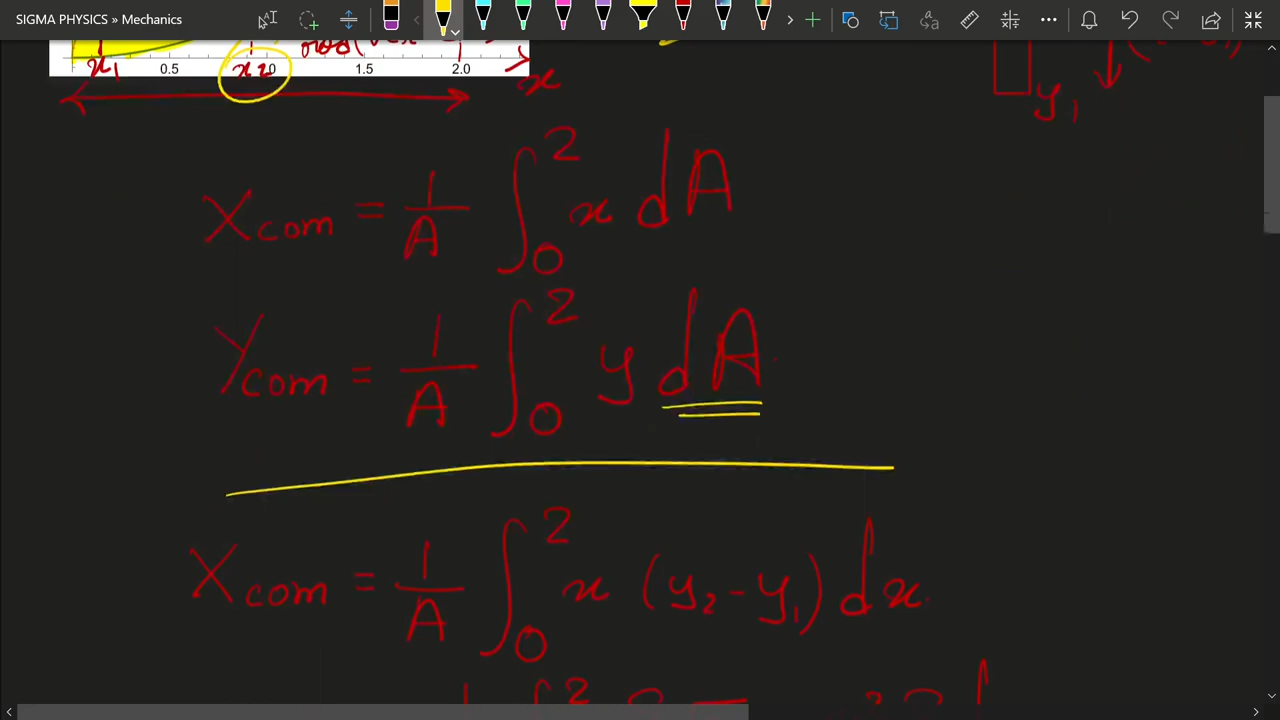 SIGMA PHYSICS » Mechanics
x₁ 0.5 x₂ 1.5 2.0
x
y₁
X_com = 1/A ∫₀² x dA
Y_com = 1/A ∫₀² y dA
X_com = 1/A ∫₀² x (y₂ - y₁) dx